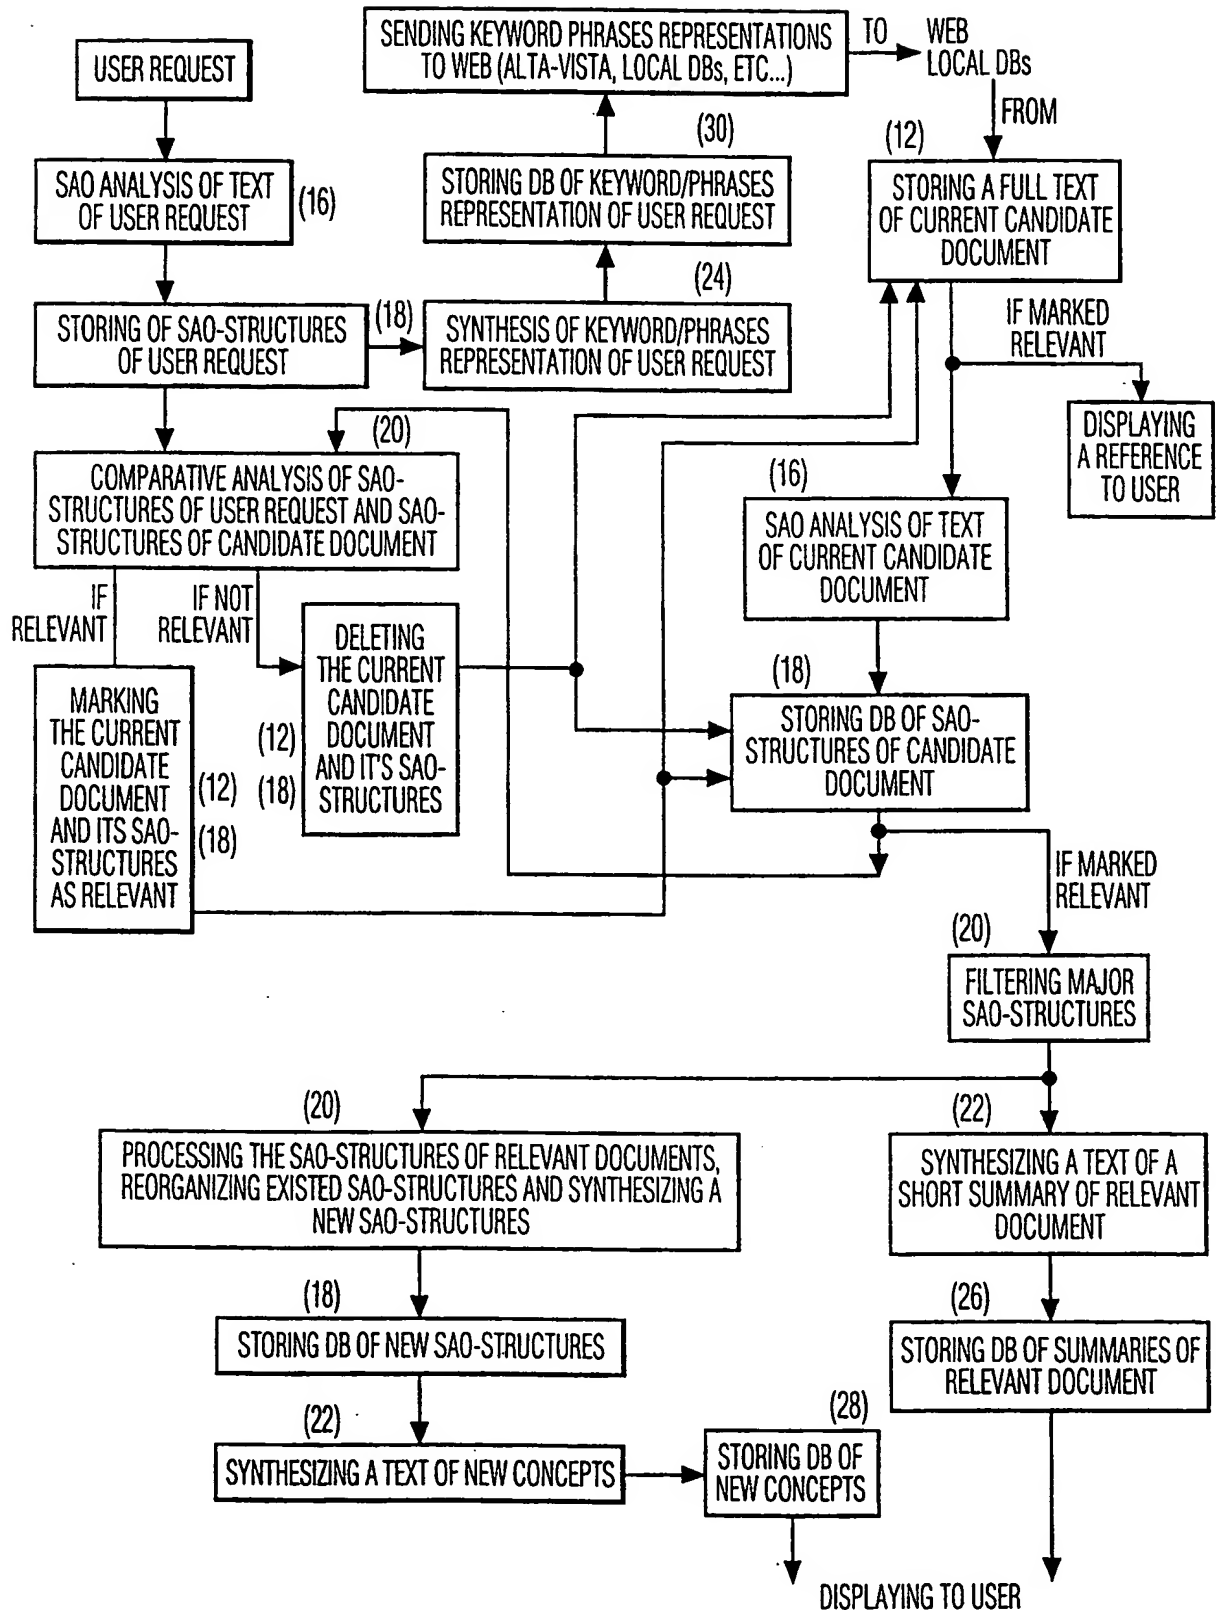 USER REQUEST
SENDING KEYWORD PHRASES REPRESENTATIONS
TO WEB (ALTA-VISTA, LOCAL DBs, ETC...)
TO
WEB
LOCAL DBs
FROM
SAO ANALYSIS OF TEXT
OF USER REQUEST
(16)
(30)
STORING DB OF KEYWORD/PHRASES
REPRESENTATION OF USER REQUEST
(12)
STORING A FULL TEXT
OF CURRENT CANDIDATE
DOCUMENT
STORING OF SAO-STRUCTURES
OF USER REQUEST
(18)
(24)
SYNTHESIS OF KEYWORD/PHRASES
REPRESENTATION OF USER REQUEST
IF MARKED
RELEVANT
DISPLAYING
A REFERENCE
TO USER
(20)
COMPARATIVE ANALYSIS OF SAO-
STRUCTURES OF USER REQUEST AND SAO-
STRUCTURES OF CANDIDATE DOCUMENT
(16)
SAO ANALYSIS OF TEXT
OF CURRENT CANDIDATE
DOCUMENT
IF
RELEVANT
IF NOT
RELEVANT
MARKING
THE CURRENT
CANDIDATE
DOCUMENT
AND ITS SAO-
STRUCTURES
AS RELEVANT
(12)
(18)
DELETING
THE CURRENT
CANDIDATE
DOCUMENT
AND IT'S SAO-
STRUCTURES
(12)
(18)
(18)
STORING DB OF SAO-
STRUCTURES OF CANDIDATE
DOCUMENT
IF MARKED
RELEVANT
(20)
FILTERING MAJOR
SAO-STRUCTURES
(20)
PROCESSING THE SAO-STRUCTURES OF RELEVANT DOCUMENTS,
REORGANIZING EXISTED SAO-STRUCTURES AND SYNTHESIZING A
NEW SAO-STRUCTURES
(22)
SYNTHESIZING A TEXT OF A
SHORT SUMMARY OF RELEVANT
DOCUMENT
(18)
STORING DB OF NEW SAO-STRUCTURES
(26)
STORING DB OF SUMMARIES OF
RELEVANT DOCUMENT
(22)
SYNTHESIZING A TEXT OF NEW CONCEPTS
(28)
STORING DB OF
NEW CONCEPTS
DISPLAYING TO USER